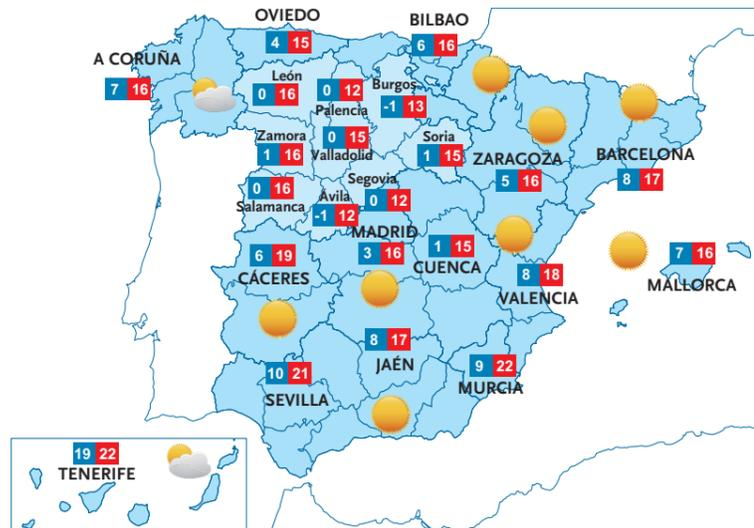 OVIEDO
4 15
BILBAO
6 16
A CORUÑA
7 16
León
0 16
0 12
Palencia
Burgos
-1 13
Zamora
1 16
0 15
Valladolid
Soria
1 15
ZARAGOZA
5 16
BARCELONA
8 17
0 16
Salamanca
Ávila
-1 12
Segovia
0 12
MADRID
3 16
1 15
CUENCA
6 19
CÁCERES
8 18
VALENCIA
7 16
MALLORCA
8 17
JAÉN
10 21
SEVILLA
9 22
MURCIA
19 22
TENERIFE